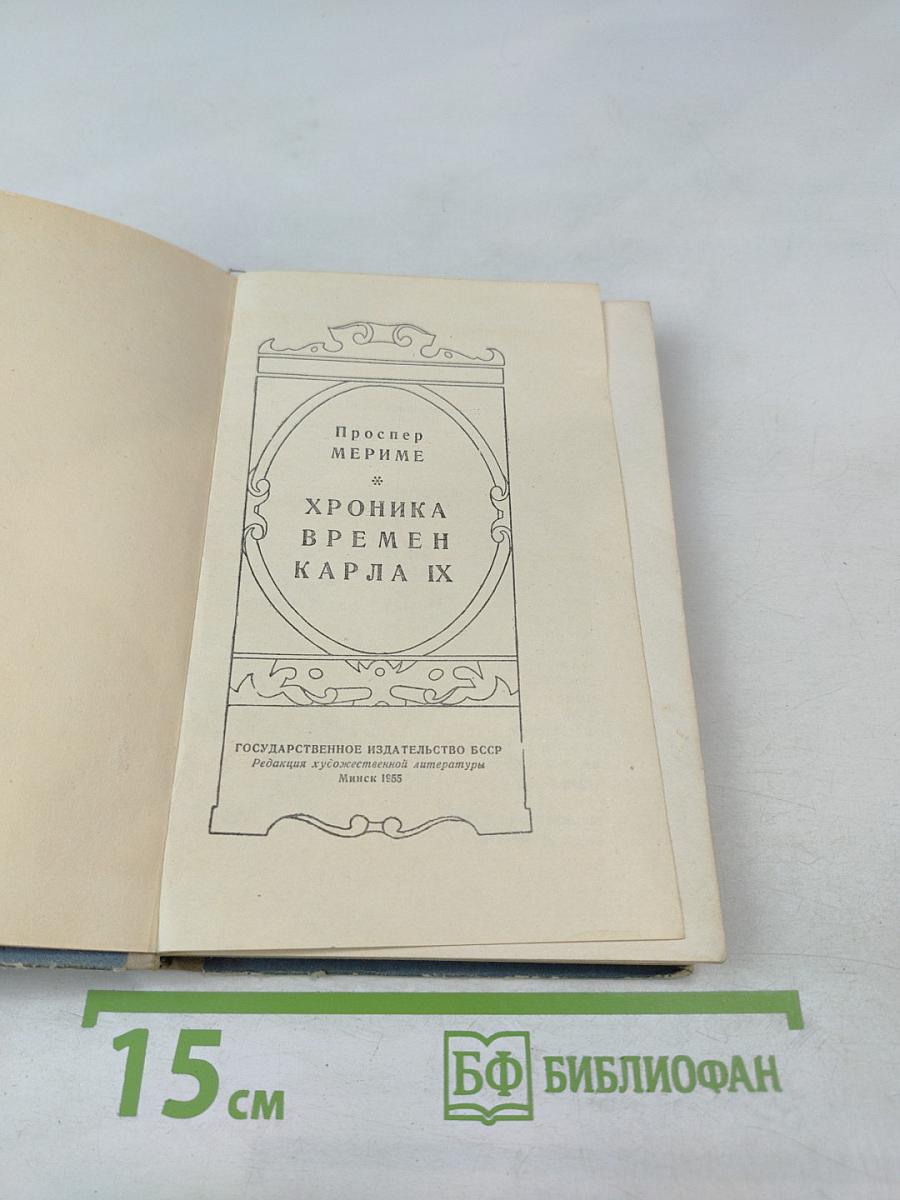 Проспер
МЕРИМЕ
*
ХРОНИКА
ВРЕМЕН
КАРЛА IX
ГОСУДАРСТВЕННОЕ ИЗДАТЕЛЬСТВО БССР
Редакция художественной литературы
Минск 1955
15 см
БФ БИБЛИОФАН